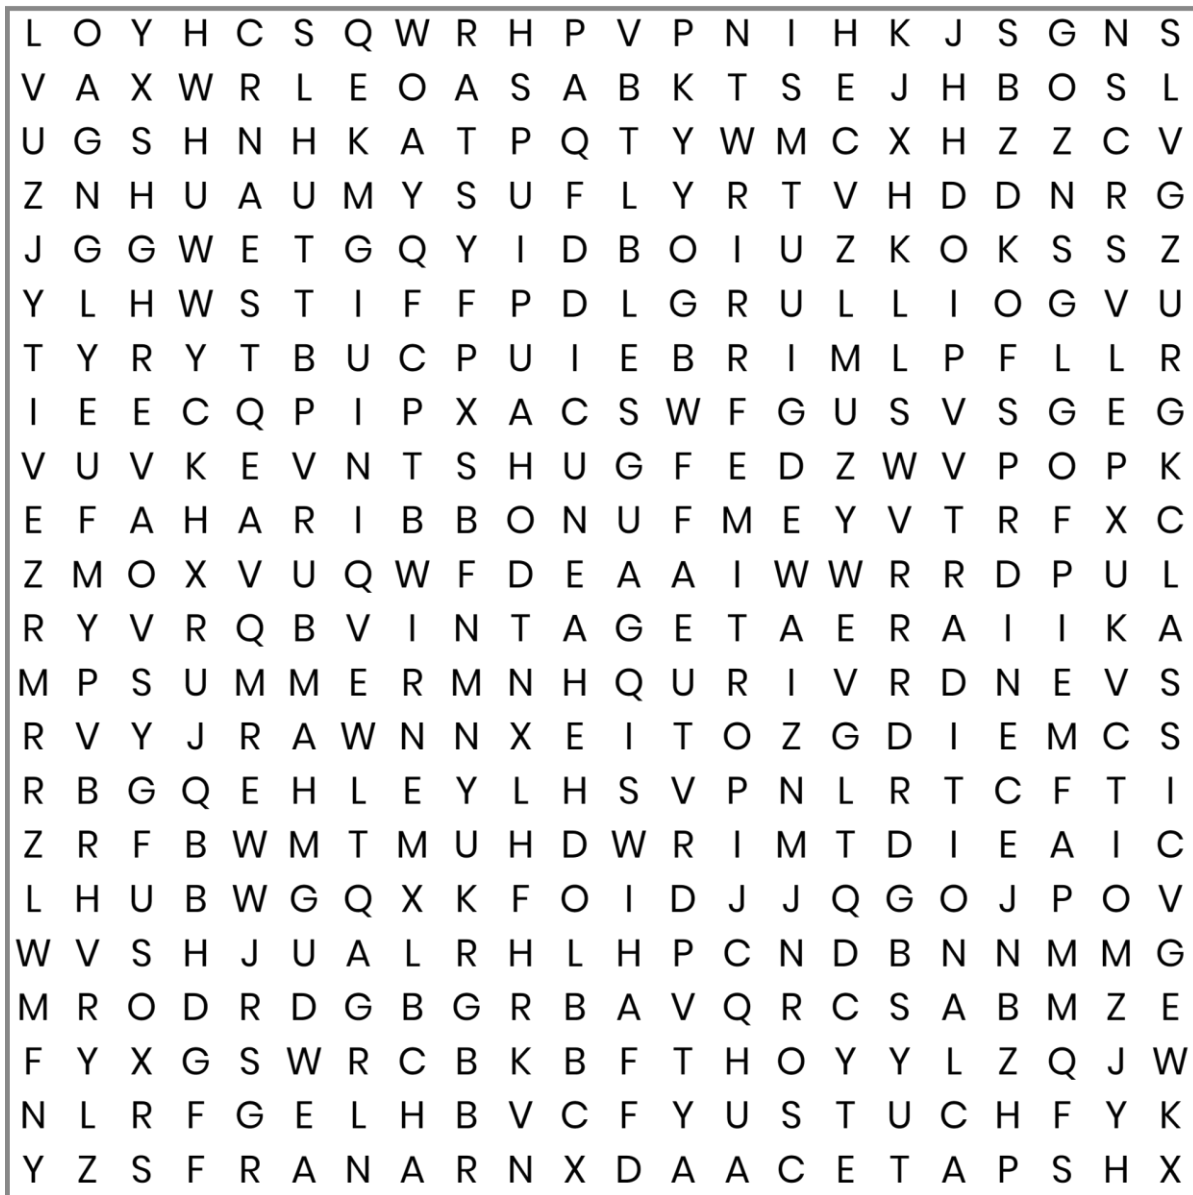 L O Y H C S Q W R H P V P N I H K J S G N S
V A X W R L E O A S A B K T S E J H B O S L
U G S H N H K A T P Q T Y W M C X H Z Z C V
Z N H U A U M Y S U F L Y R T V H D D N R G
J G G W E T G Q Y I D B O I U Z K O K S S Z
Y L H W S T I F F P D L G R U L L I O G V U
T Y R Y T B U C P U I E B R I M L P F L L R
I E E C Q P I P X A C S W F G U S V S G E G
V U V K E V N T S H U G F E D Z W V P O P K
E F A H A R I B B O N U F M E Y V T R F X C
Z M O X V U Q W F D E A A I W W R R D P U L
R Y V R Q B V I N T A G E T A E R A I I K A
M P S U M M E R M N H Q U R I V R D N E V S
R V Y J R A W N N X E I T O Z G D I E M C S
R B G Q E H L E Y L H S V P N L R T C F T I
Z R F B W M T M U H D W R I M T D I E A I C
L H U B W G Q X K F O I D J J Q G O J P O V
W V S H J U A L R H L H P C N D B N N M M G
M R O D R D G B G R B A V Q R C S A B M Z E
F Y X G S W R C B K B F T H O Y Y L Z Q J W
N L R F G E L H B V C F Y U S T U C H F Y K
Y Z S F R A N A R N X D A A C E T A P S H X